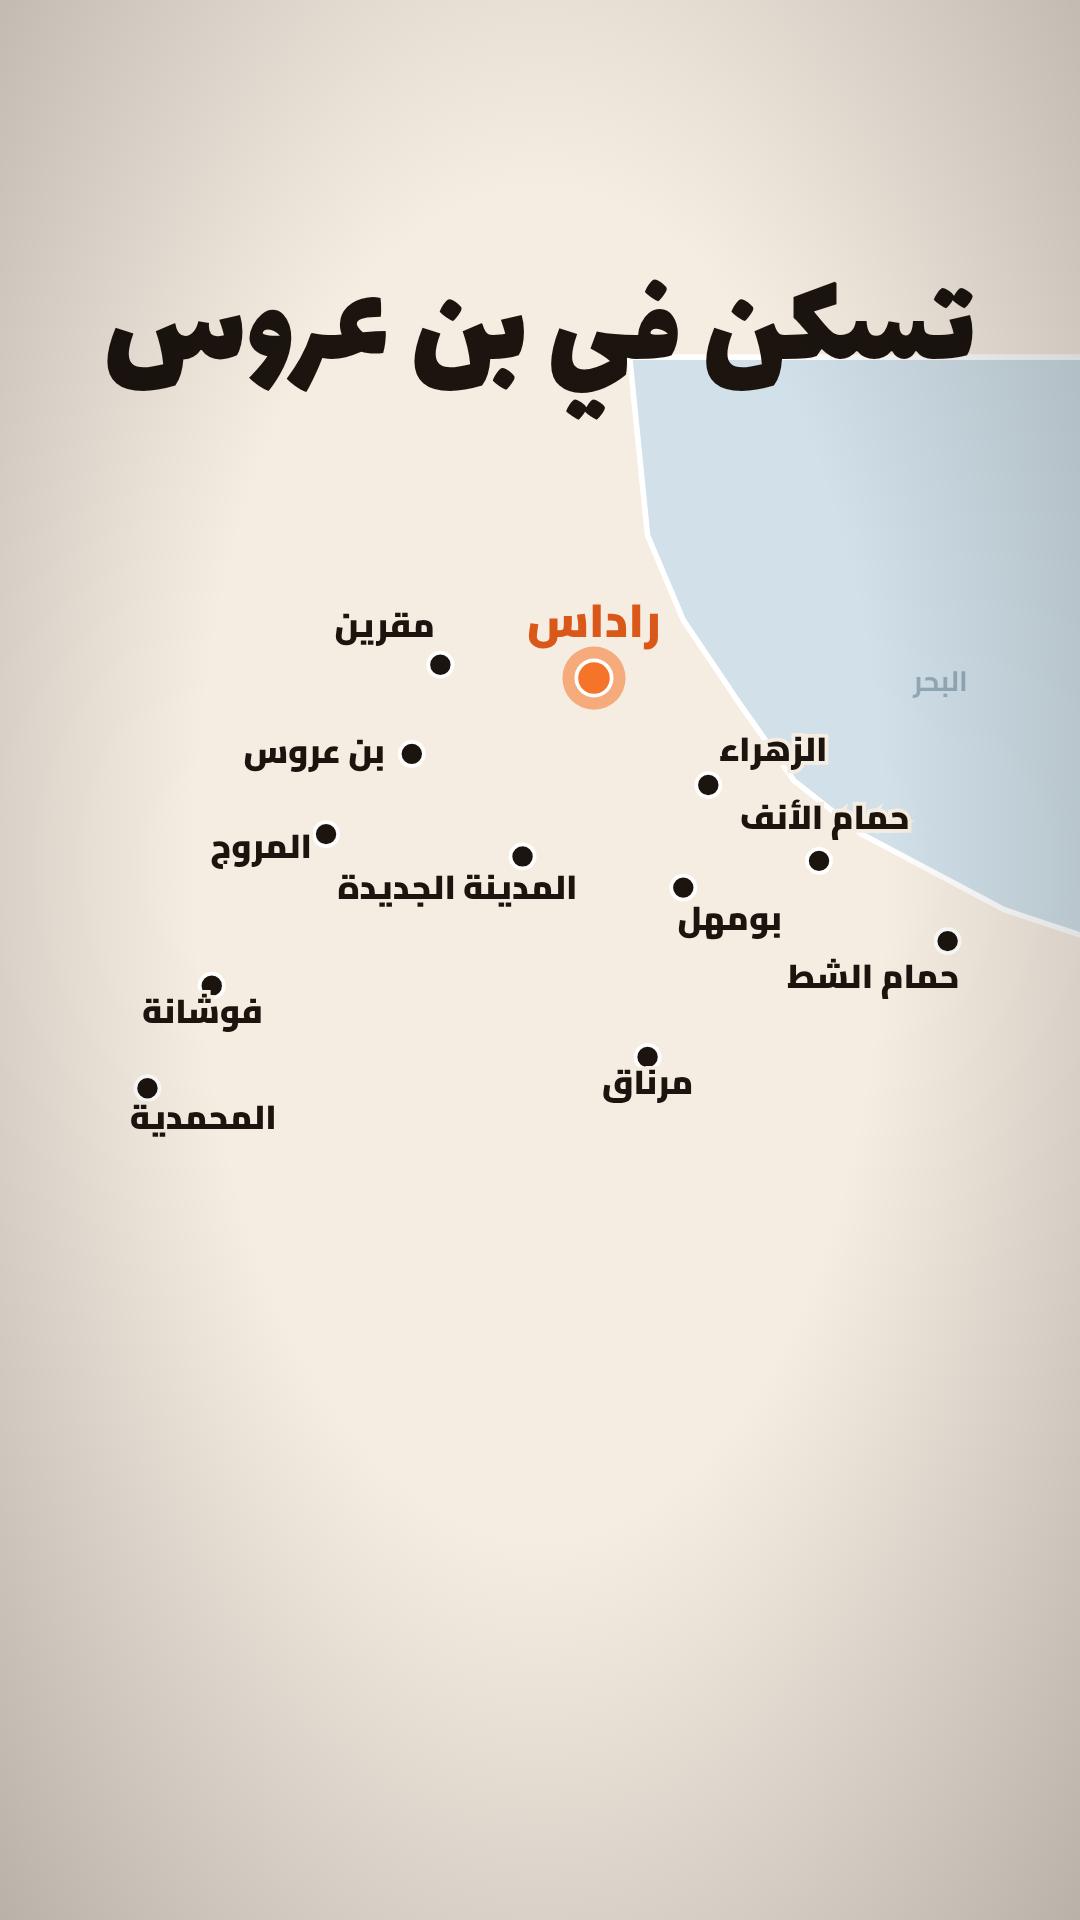 تسكن في بن عروس
راداس
مقرين
البحر
الزهراء
بن عروس
حمام الأنف
المروج
المدينة الجديدة
بومهل
حمام الشط
فوشانة
مرناق
المحمدية